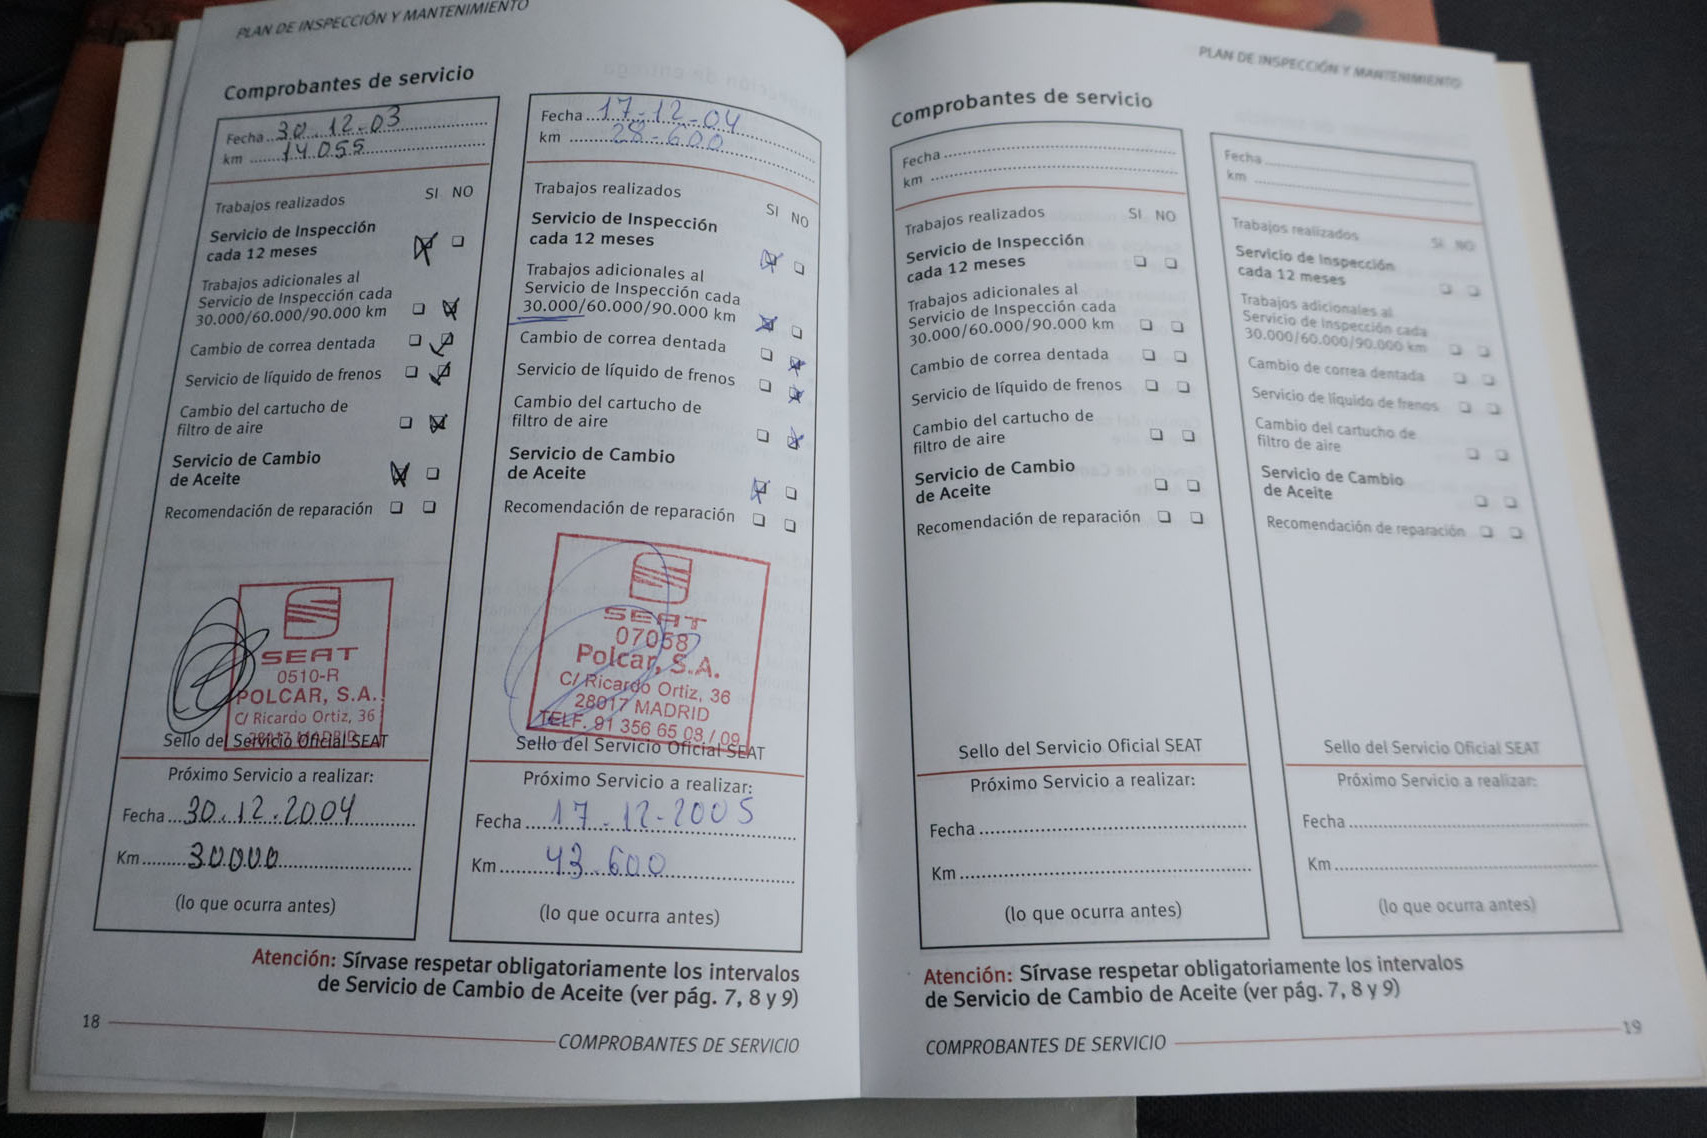 PLAN DE INSPECCIÓN Y MANTENIMIENTO
Comprobantes de servicio
Fecha 30.12.03
km 14.055
Trabajos realizados SI NO
Servicio de Inspección
cada 12 meses
Trabajos adicionales al
Servicio de Inspección cada
30.000/60.000/90.000 km
Cambio de correa dentada
Servicio de líquido de frenos
Cambio del cartucho de
filtro de aire
Servicio de Cambio
de Aceite
Recomendación de reparación
SEAT
0510-R
POLCAR, S.A.
C/ Ricardo Ortiz, 36
28017 MADRID
Sello del Servicio Oficial SEAT
Próximo Servicio a realizar:
Fecha 30.12.2004
Km 30.000
(lo que ocurra antes)
Fecha 17-12-04
km 28-600
Trabajos realizados
SI NO
Servicio de Inspección
cada 12 meses
Trabajos adicionales al
Servicio de Inspección cada
30.000/60.000/90.000 km
Cambio de correa dentada
Servicio de líquido de frenos
Cambio del cartucho de
filtro de aire
Servicio de Cambio
de Aceite
Recomendación de reparación
SEAT
07058
Polcar, S.A.
C/ Ricardo Ortiz, 36
28017 MADRID
TELF. 91 356 65 08 / 09
Sello del Servicio Oficial SEAT
Próximo Servicio a realizar:
Fecha 17-12-2005
Km 43.600
(lo que ocurra antes)
Atención: Sírvase respetar obligatoriamente los intervalos
de Servicio de Cambio de Aceite (ver pág. 7, 8 y 9)
18
COMPROBANTES DE SERVICIO
PLAN DE INSPECCIÓN Y MANTENIMIENTO
Comprobantes de servicio
Fecha
km
Trabajos realizados SI NO
Servicio de Inspección
cada 12 meses
Trabajos adicionales al
Servicio de Inspección cada
30.000/60.000/90.000 km
Cambio de correa dentada
Servicio de líquido de frenos
Cambio del cartucho de
filtro de aire
Servicio de Cambio
de Aceite
Recomendación de reparación
Sello del Servicio Oficial SEAT
Próximo Servicio a realizar:
Fecha
Km
(lo que ocurra antes)
Fecha
km
Trabajos realizados SI NO
Servicio de Inspección
cada 12 meses
Trabajos adicionales al
Servicio de Inspección cada
30.000/60.000/90.000 km
Cambio de correa dentada
Servicio de líquido de frenos
Cambio del cartucho de
filtro de aire
Servicio de Cambio
de Aceite
Recomendación de reparación
Sello del Servicio Oficial SEAT
Próximo Servicio a realizar:
Fecha
Km
(lo que ocurra antes)
Atención: Sírvase respetar obligatoriamente los intervalos
de Servicio de Cambio de Aceite (ver pág. 7, 8 y 9)
COMPROBANTES DE SERVICIO
19